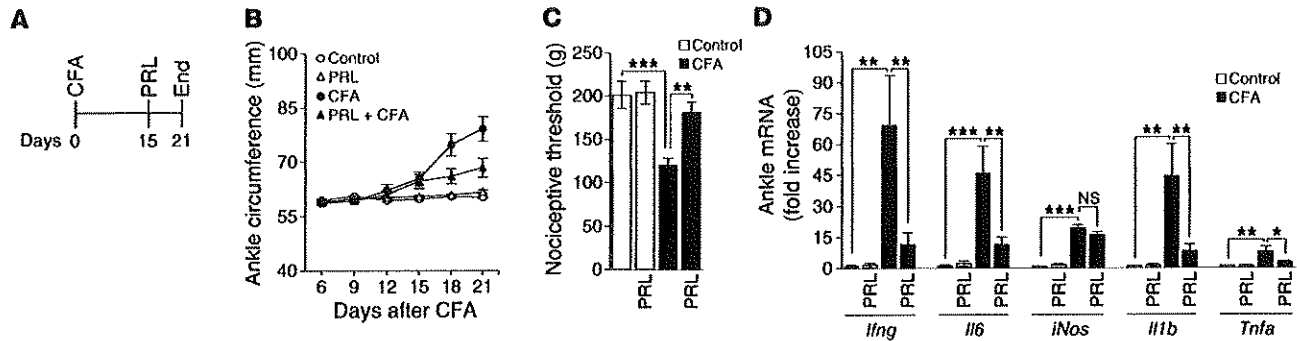 A
CFA
PRL
End
Days 0 15 21
B
Ankle circumference (mm)
100
85
70
55
40
Control
PRL
CFA
PRL + CFA
6 9 12 15 18 21
Days after CFA
C
Nociceptive threshold (g)
250
200
150
100
50
0
Control
CFA
***
**
PRL
PRL
D
Ankle mRNA
(fold increase)
105
90
75
60
45
30
15
0
Control
CFA
** **
*** **
*** NS
** **
** *
PRL PRL PRL PRL PRL PRL PRL PRL PRL PRL
Ifng Il6 iNos Il1b Tnfa